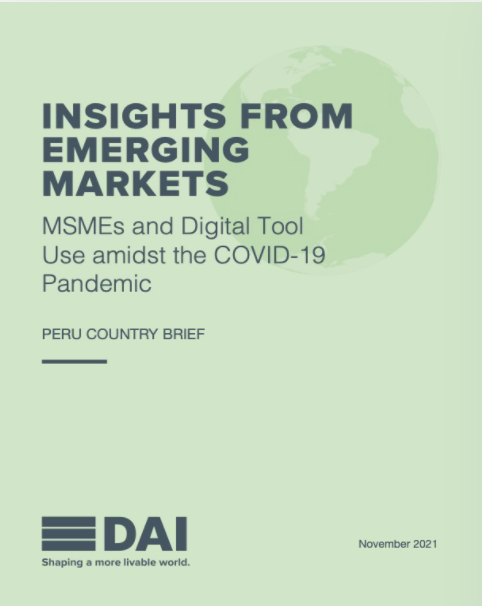 INSIGHTS FROM
EMERGING
MARKETS
MSMEs and Digital Tool
Use amidst the COVID-19
Pandemic
PERU COUNTRY BRIEF
DAI
Shaping a more livable world.
November 2021